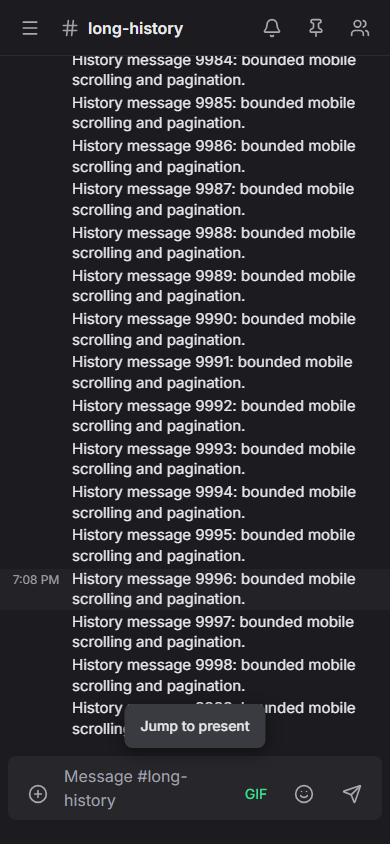 # long-history
History message 9984: bounded mobile
scrolling and pagination.
History message 9985: bounded mobile
scrolling and pagination.
History message 9986: bounded mobile
scrolling and pagination.
History message 9987: bounded mobile
scrolling and pagination.
History message 9988: bounded mobile
scrolling and pagination.
History message 9989: bounded mobile
scrolling and pagination.
History message 9990: bounded mobile
scrolling and pagination.
History message 9991: bounded mobile
scrolling and pagination.
History message 9992: bounded mobile
scrolling and pagination.
History message 9993: bounded mobile
scrolling and pagination.
History message 9994: bounded mobile
scrolling and pagination.
History message 9995: bounded mobile
scrolling and pagination.
7:08 PM History message 9996: bounded mobile
scrolling and pagination.
History message 9997: bounded mobile
scrolling and pagination.
History message 9998: bounded mobile
scrolling and pagination.
History mobile
Jump to present
Message #long-
history
GIF